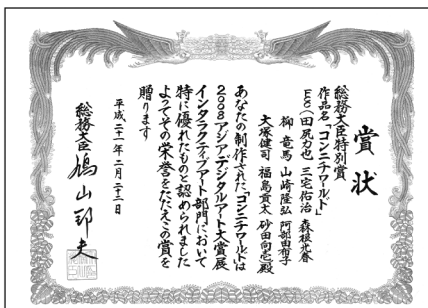 賞状
総務大臣特別賞
作品名「コンニチワールド」
EC(田尻力也 三宅佑治 森根光春
柳竜馬 山崎隆弘 阿部由布子
大塚健司 福島貢太 砂田向壱殿
あなたの制作された「コンニチワールド」は
2008アジアデジタルアート大賞展
インタラクティブアート部門において
特に優れたものと認められました
よってその栄誉をたたえこの賞を
贈ります
平成二十一年二月二十三日
総務大臣 鳩山邦夫